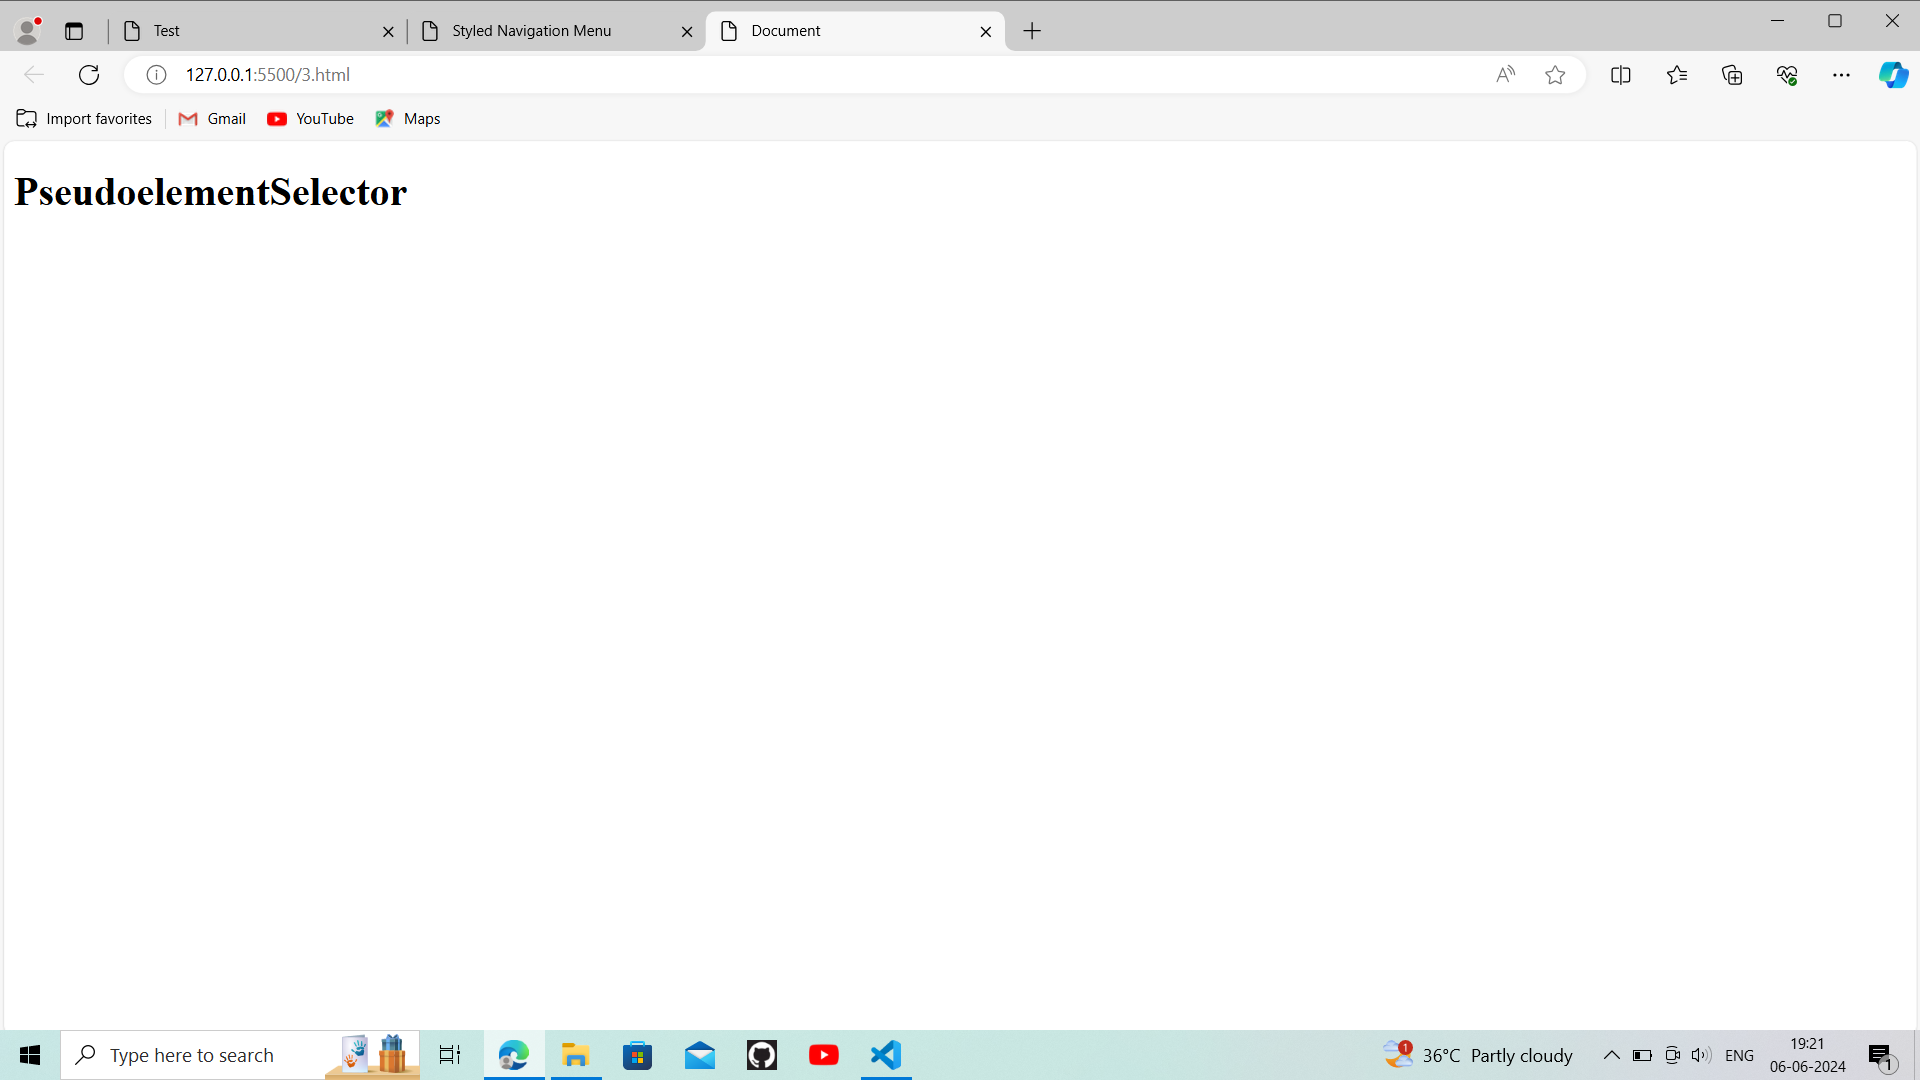 Test
Styled Navigation Menu
Document
127.0.0.1:5500/3.html
Import favorites
Gmail
YouTube
Maps
PseudoelementSelector
Type here to search
1
36°C Partly cloudy
ENG
19:21
06-06-2024
1